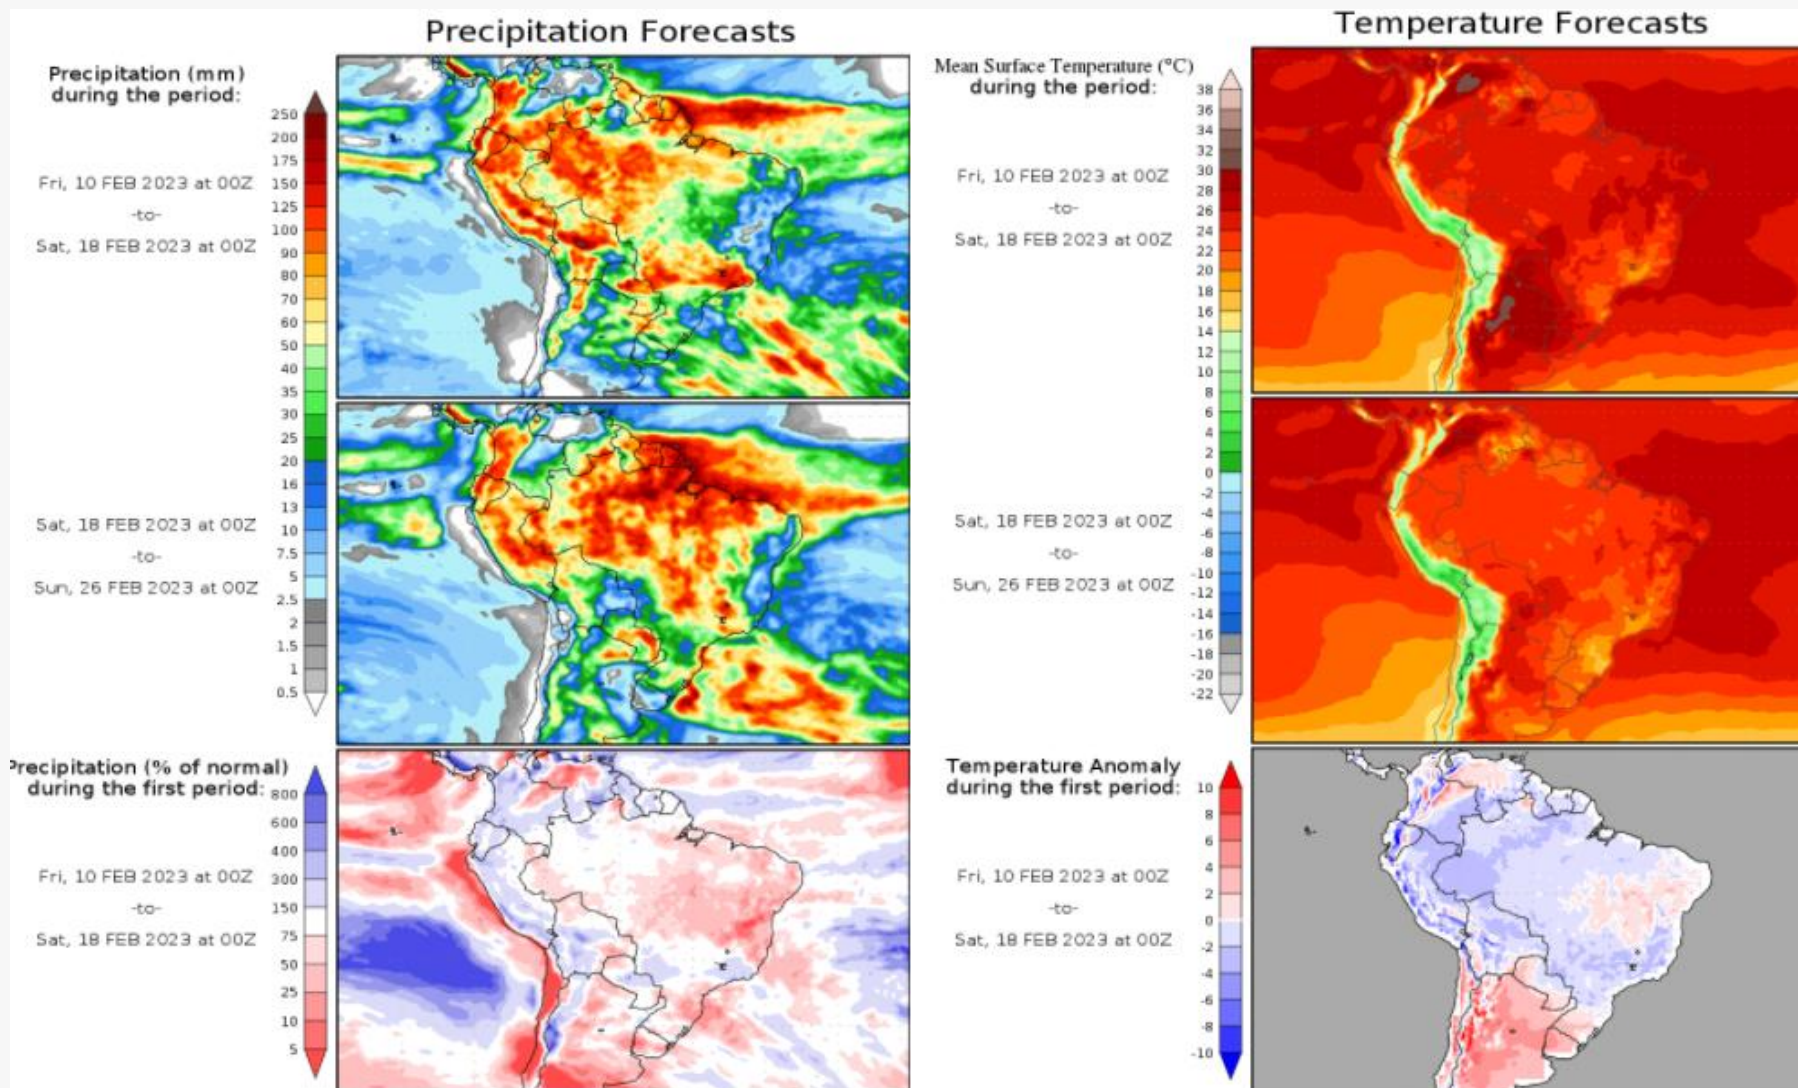 Precipitation Forecasts
Precipitation (mm)
during the period:
250
200
175
150
125
100
90
80
70
60
50
40
35
30
25
20
16
13
10
7.5
5
2.5
2
1.5
1
0.5
Fri, 10 FEB 2023 at 00Z
-to-
Sat, 18 FEB 2023 at 00Z
Sat, 18 FEB 2023 at 00Z
-to-
Sun, 26 FEB 2023 at 00Z
Precipitation (% of normal)
during the first period:
800
600
400
300
150
75
50
25
10
5
Fri, 10 FEB 2023 at 00Z
-to-
Sat, 18 FEB 2023 at 00Z
Temperature Forecasts
Mean Surface Temperature (°C)
during the period:
38
36
34
32
30
28
26
24
22
20
18
16
14
12
10
8
6
4
2
0
-2
-4
-6
-8
-10
-12
-14
-16
-18
-20
-22
Fri, 10 FEB 2023 at 00Z
-to-
Sat, 18 FEB 2023 at 00Z
Sat, 18 FEB 2023 at 00Z
-to-
Sun, 26 FEB 2023 at 00Z
Temperature Anomaly
during the first period:
10
8
6
4
2
0
-2
-4
-6
-8
-10
Fri, 10 FEB 2023 at 00Z
-to-
Sat, 18 FEB 2023 at 00Z